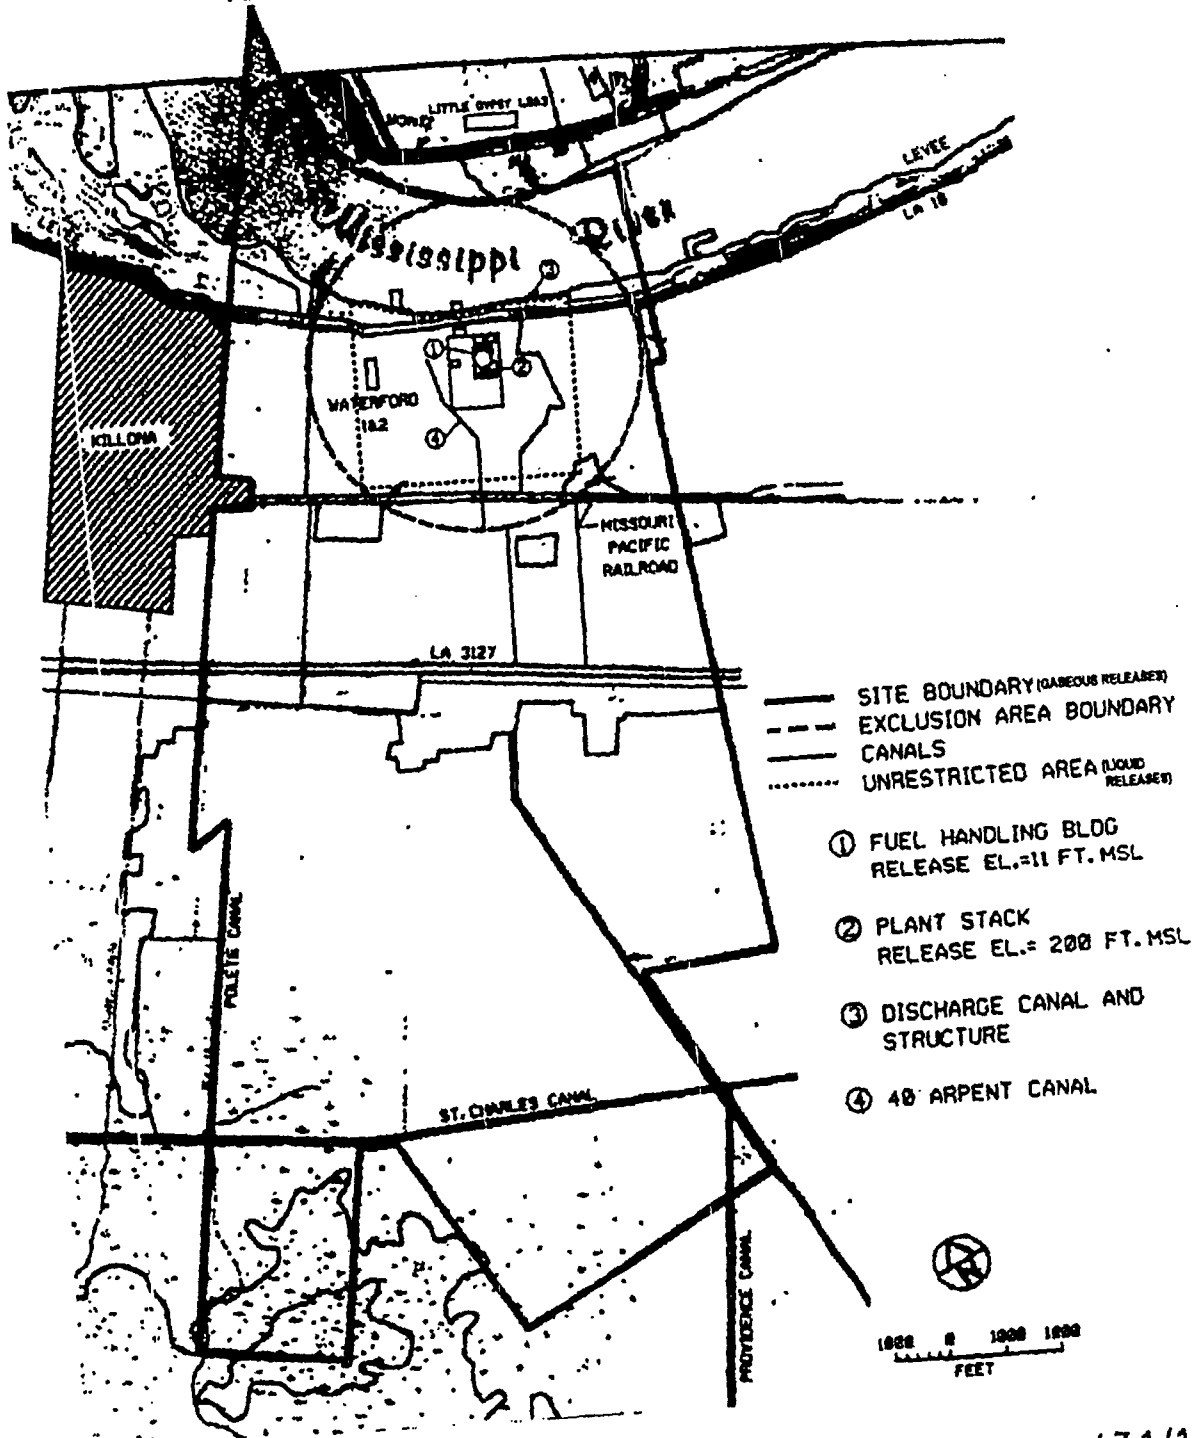 LITTLE GYPSY
Mississippi River
LEVEE
LA 18
③
①
②
WATERFORD
1&2
④
KILLONA
MISSOURI
PACIFIC
RAILROAD
LA 3127
SITE BOUNDARY (GASEOUS RELEASES)
EXCLUSION AREA BOUNDARY
CANALS
UNRESTRICTED AREA (LIQUID
RELEASES)
① FUEL HANDLING BLDG
RELEASE EL.=11 FT. MSL
② PLANT STACK
RELEASE EL.= 200 FT. MSL
③ DISCHARGE CANAL AND
STRUCTURE
④ 40 ARPENT CANAL
POLETE CANAL
ST. CHARLES CANAL
PROVIDENCE CANAL
1000 0 1000
FEET